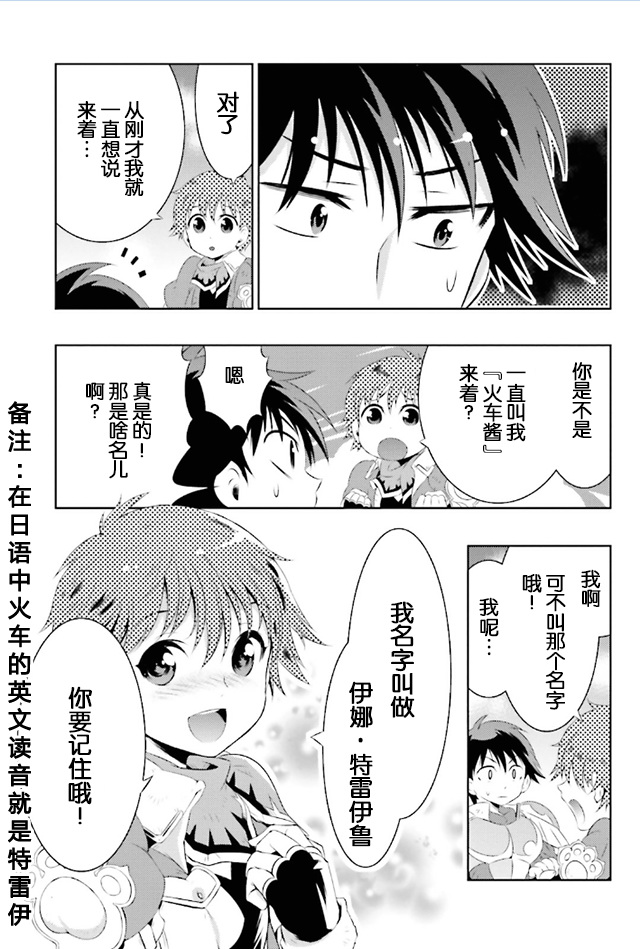 对了
从刚才我就
一直想说
来着…
你是不是
一直叫我
『火车酱』
来着？
嗯
真是的！
那是啥名儿
啊？
我啊
可不叫那个名字
哦！
我呢…
我名字叫做
伊娜·特雷伊鲁
你要记住哦！
备注：在日语中火车的英文读音就是特雷伊